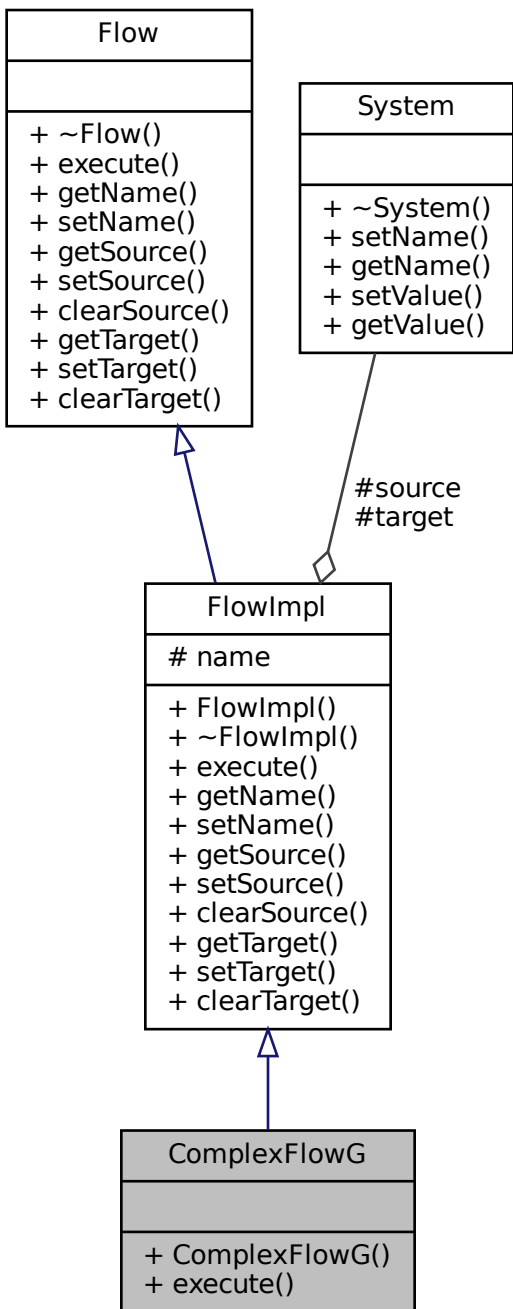 Flow
+ ~Flow()
+ execute()
+ getName()
+ setName()
+ getSource()
+ setSource()
+ clearSource()
+ getTarget()
+ setTarget()
+ clearTarget()
System
+ ~System()
+ setName()
+ getName()
+ setValue()
+ getValue()
#source
#target
FlowImpl
# name
+ FlowImpl()
+ ~FlowImpl()
+ execute()
+ getName()
+ setName()
+ getSource()
+ setSource()
+ clearSource()
+ getTarget()
+ setTarget()
+ clearTarget()
ComplexFlowG
+ ComplexFlowG()
+ execute()